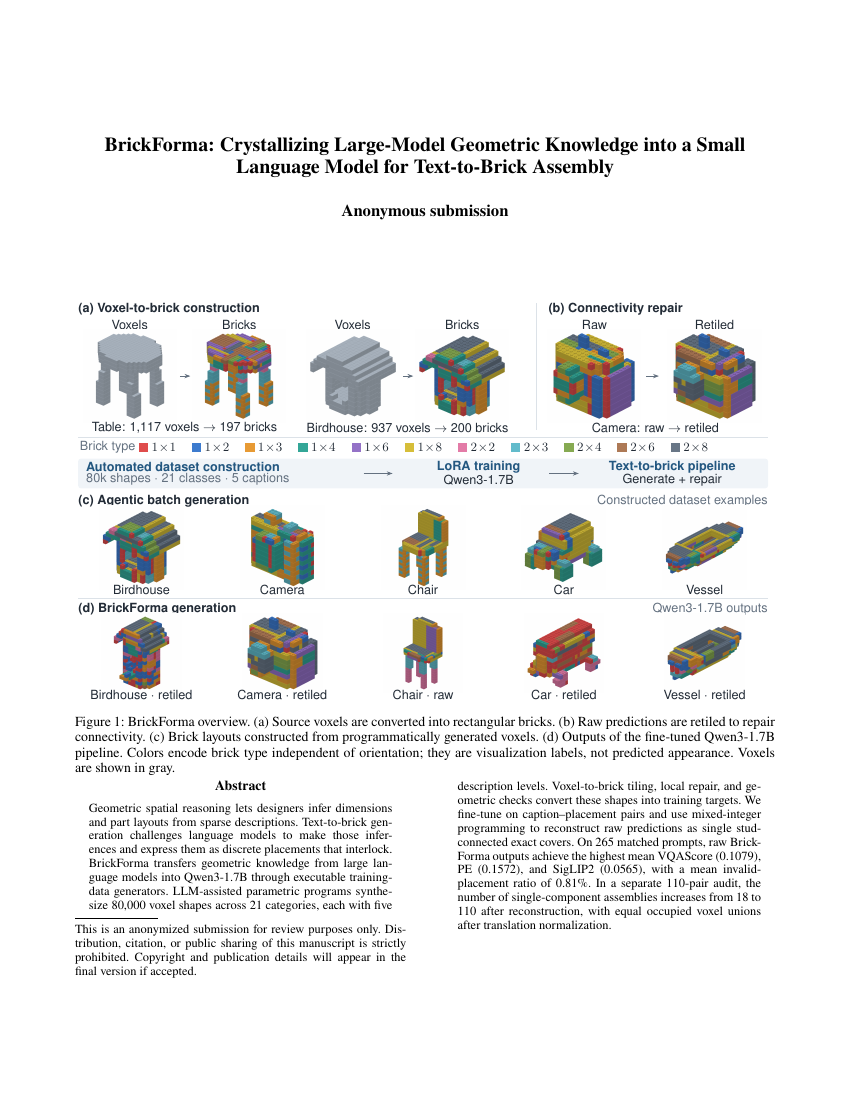 BrickForma: Crystallizing Large-Model Geometric Knowledge into a Small
Language Model for Text-to-Brick Assembly
Anonymous submission
(a) Voxel-to-brick construction
(b) Connectivity repair
Voxels Bricks Voxels Bricks Raw Retiled
Table: 1,117 voxels → 197 bricks
Birdhouse: 937 voxels → 200 bricks
Camera: raw → retiled
Brick type 1×1 1×2 1×3 1×4 1×6 1×8 2×2 2×3 2×4 2×6 2×8
Automated dataset construction
80k shapes · 21 classes · 5 captions
LoRA training
Qwen3-1.7B
Text-to-brick pipeline
Generate + repair
(c) Agentic batch generation
Constructed dataset examples
Birdhouse Camera Chair Car Vessel
(d) BrickForma generation
Qwen3-1.7B outputs
Birdhouse · retiled Camera · retiled Chair · raw Car · retiled Vessel · retiled
Figure 1: BrickForma overview. (a) Source voxels are converted into rectangular bricks. (b) Raw predictions are retiled to repair
connectivity. (c) Brick layouts constructed from programmatically generated voxels. (d) Outputs of the fine-tuned Qwen3-1.7B
pipeline. Colors encode brick type independent of orientation; they are visualization labels, not predicted appearance. Voxels
are shown in gray.
Abstract
Geometric spatial reasoning lets designers infer dimensions
and part layouts from sparse descriptions. Text-to-brick gen-
eration challenges language models to make those infer-
ences and express them as discrete placements that interlock.
BrickForma transfers geometric knowledge from large lan-
guage models into Qwen3-1.7B through executable training-
data generators. LLM-assisted parametric programs synthe-
size 80,000 voxel shapes across 21 categories, each with five
This is an anonymized submission for review purposes only. Dis-
tribution, citation, or public sharing of this manuscript is strictly
prohibited. Copyright and publication details will appear in the
final version if accepted.
description levels. Voxel-to-brick tiling, local repair, and ge-
ometric checks convert these shapes into training targets. We
fine-tune on caption–placement pairs and use mixed-integer
programming to reconstruct raw predictions as single stud-
connected exact covers. On 265 matched prompts, raw Brick-
Forma outputs achieve the highest mean VQAScore (0.1079),
PE (0.1572), and SigLIP2 (0.0565), with a mean invalid-
placement ratio of 0.81%. In a separate 110-pair audit, the
number of single-component assemblies increases from 18 to
110 after reconstruction, with equal occupied voxel unions
after translation normalization.